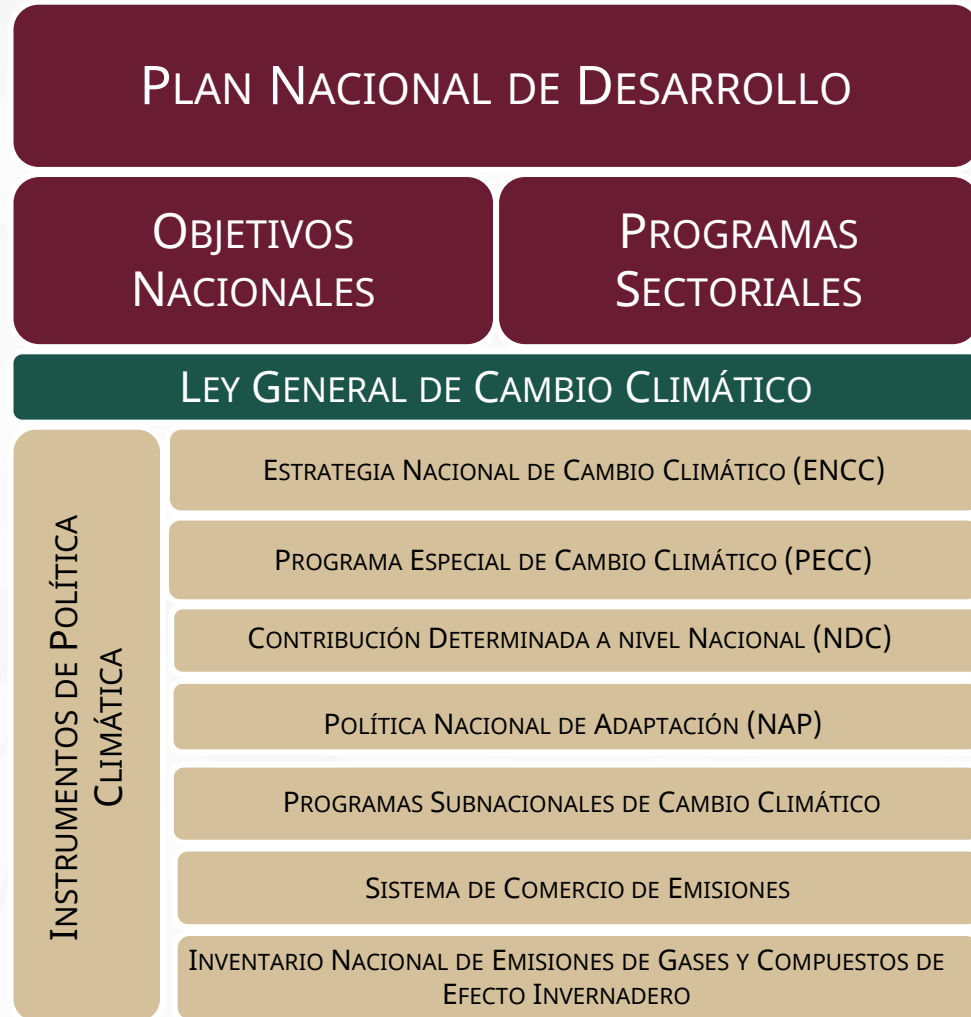 Plan Nacional de Desarrollo
Objetivos
Nacionales
Programas
Sectoriales
Ley General de Cambio Climático
Instrumentos de Política
Climática
Estrategia Nacional de Cambio Climático (ENCC)
Programa Especial de Cambio Climático (PECC)
Contribución Determinada a nivel Nacional (NDC)
Política Nacional de Adaptación (NAP)
Programas Subnacionales de Cambio Climático
Sistema de Comercio de Emisiones
Inventario Nacional de Emisiones de Gases y Compuestos de
Efecto Invernadero